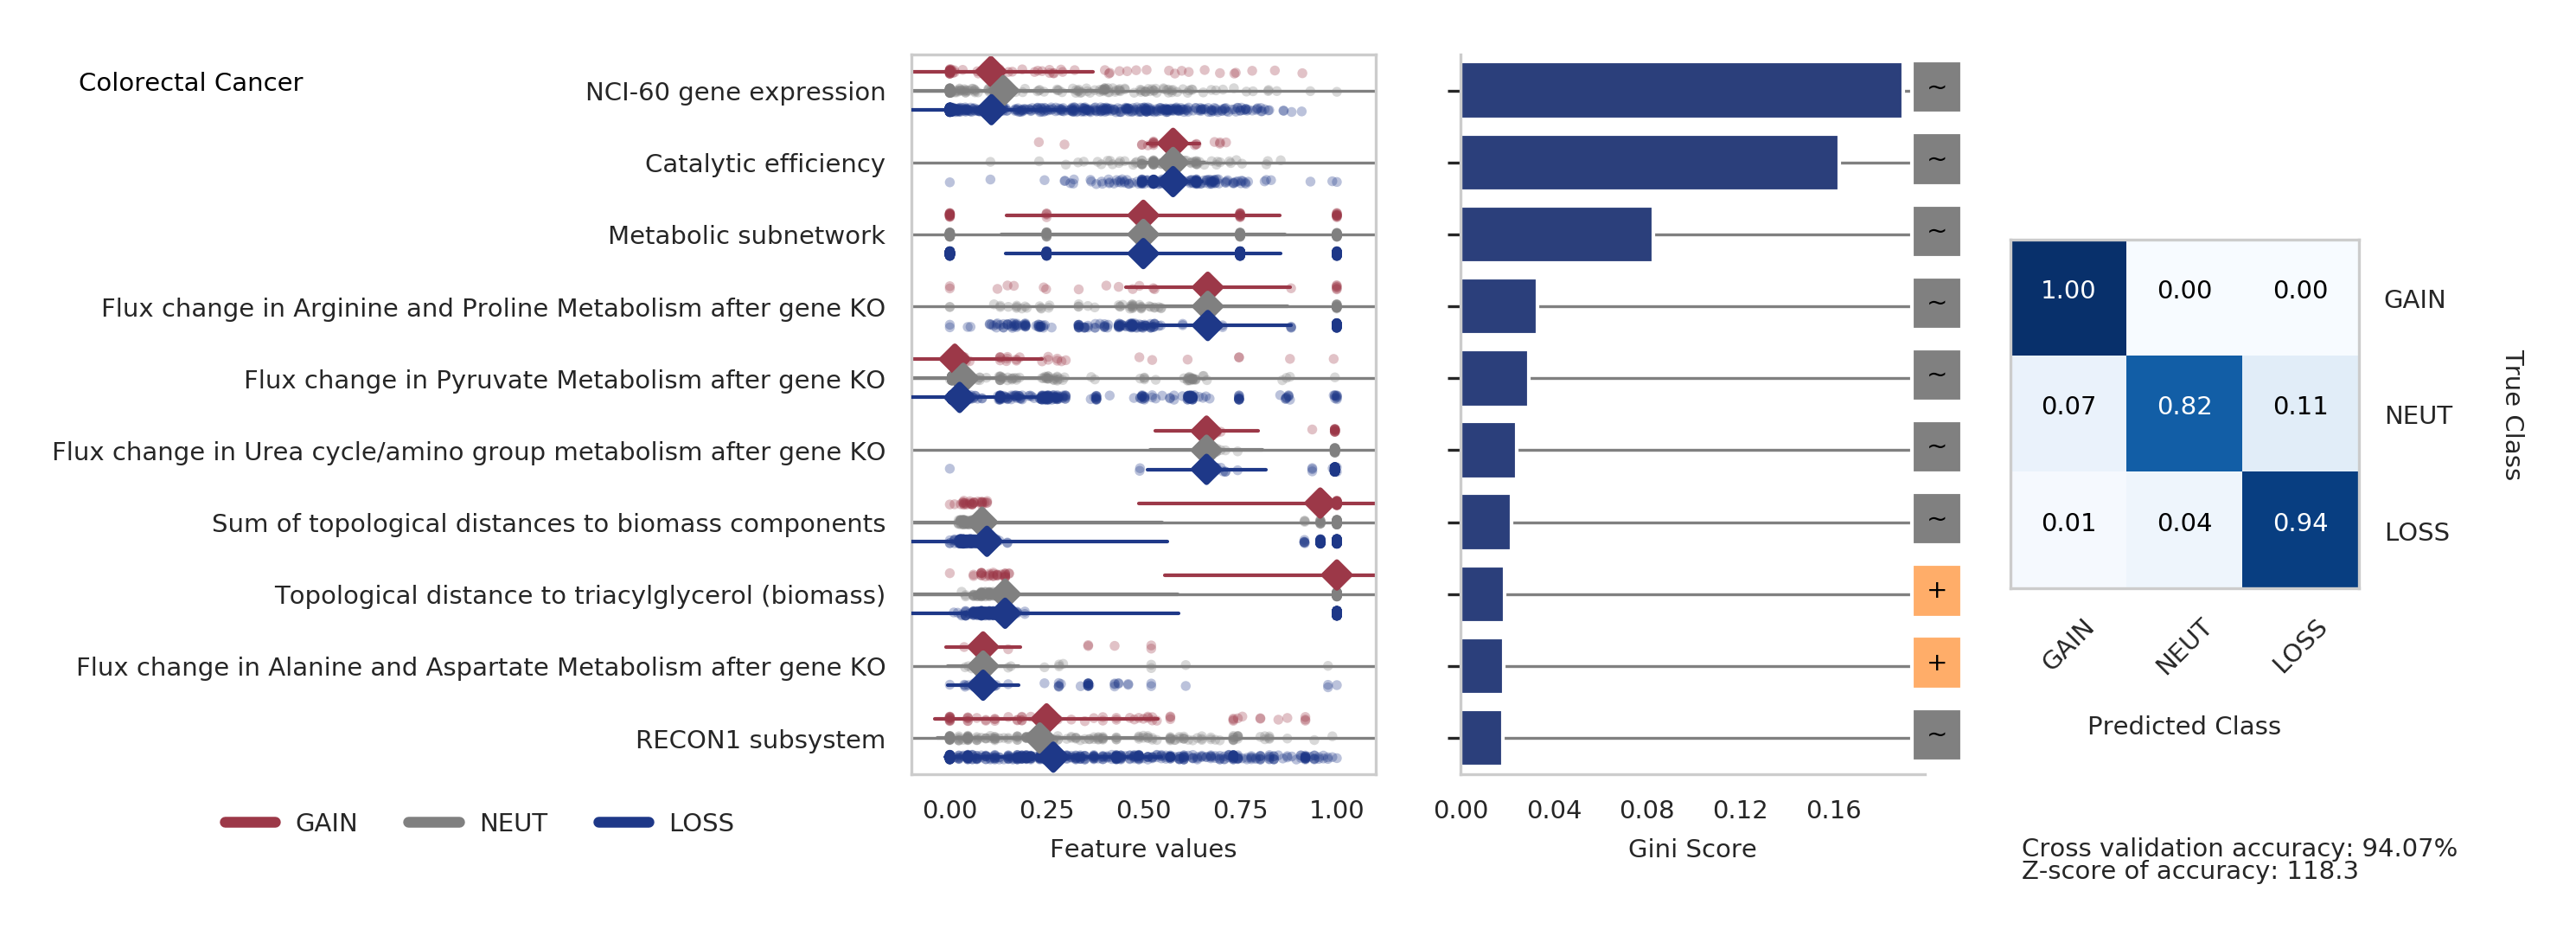 Colorectal Cancer
NCI-60 gene expression
Catalytic efficiency
Metabolic subnetwork
Flux change in Arginine and Proline Metabolism after gene KO
Flux change in Pyruvate Metabolism after gene KO
Flux change in Urea cycle/amino group metabolism after gene KO
Sum of topological distances to biomass components
Topological distance to triacylglycerol (biomass)
Flux change in Alanine and Aspartate Metabolism after gene KO
RECON1 subsystem
GAIN NEUT LOSS
0.00 0.25 0.50 0.75 1.00
Feature values
~
~
~
~
~
~
~
+
+
~
0.00 0.04 0.08 0.12 0.16
Gini Score
1.00 0.00 0.00 GAIN
0.07 0.82 0.11 NEUT
0.01 0.04 0.94 LOSS
True Class
GAIN NEUT LOSS
Predicted Class
Cross validation accuracy: 94.07%
Z-score of accuracy: 118.3